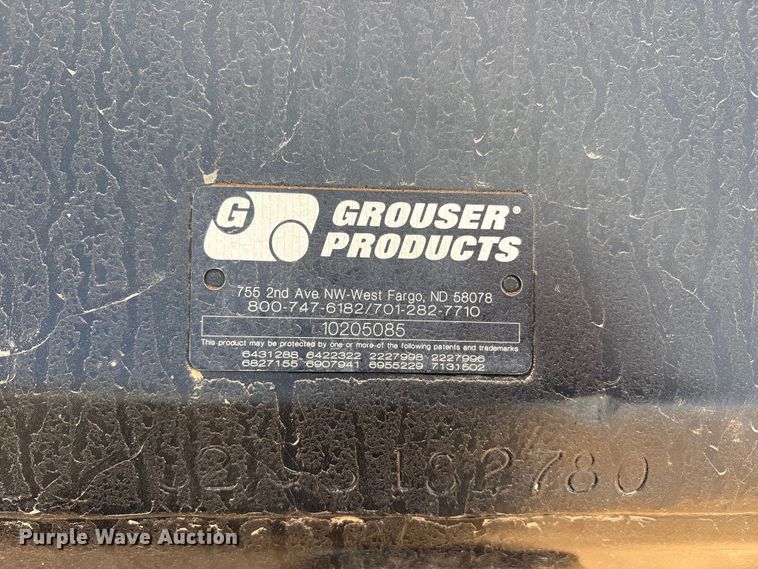 G
GROUSER®
PRODUCTS
755 2nd Ave. NW-West Fargo, ND 58078
800-747-6182/701-282-7710
10205085
This product may be protected by one or more of the following patents and trademarks
6431288 6422322 2227998 2227996
6827155 6907941 6955229 7131502
Purple Wave Auction